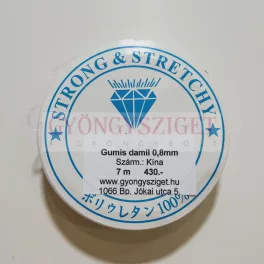 STRONG & STRETCHY
GYÖNGYSZIGET
GYÖNGYBOLT
Gumis damil 0,8mm
Szárm.: Kína
7 m 430.-
www.gyongysziget.hu
1066 Bp. Jókai utca 5.
ポリウレタン100%